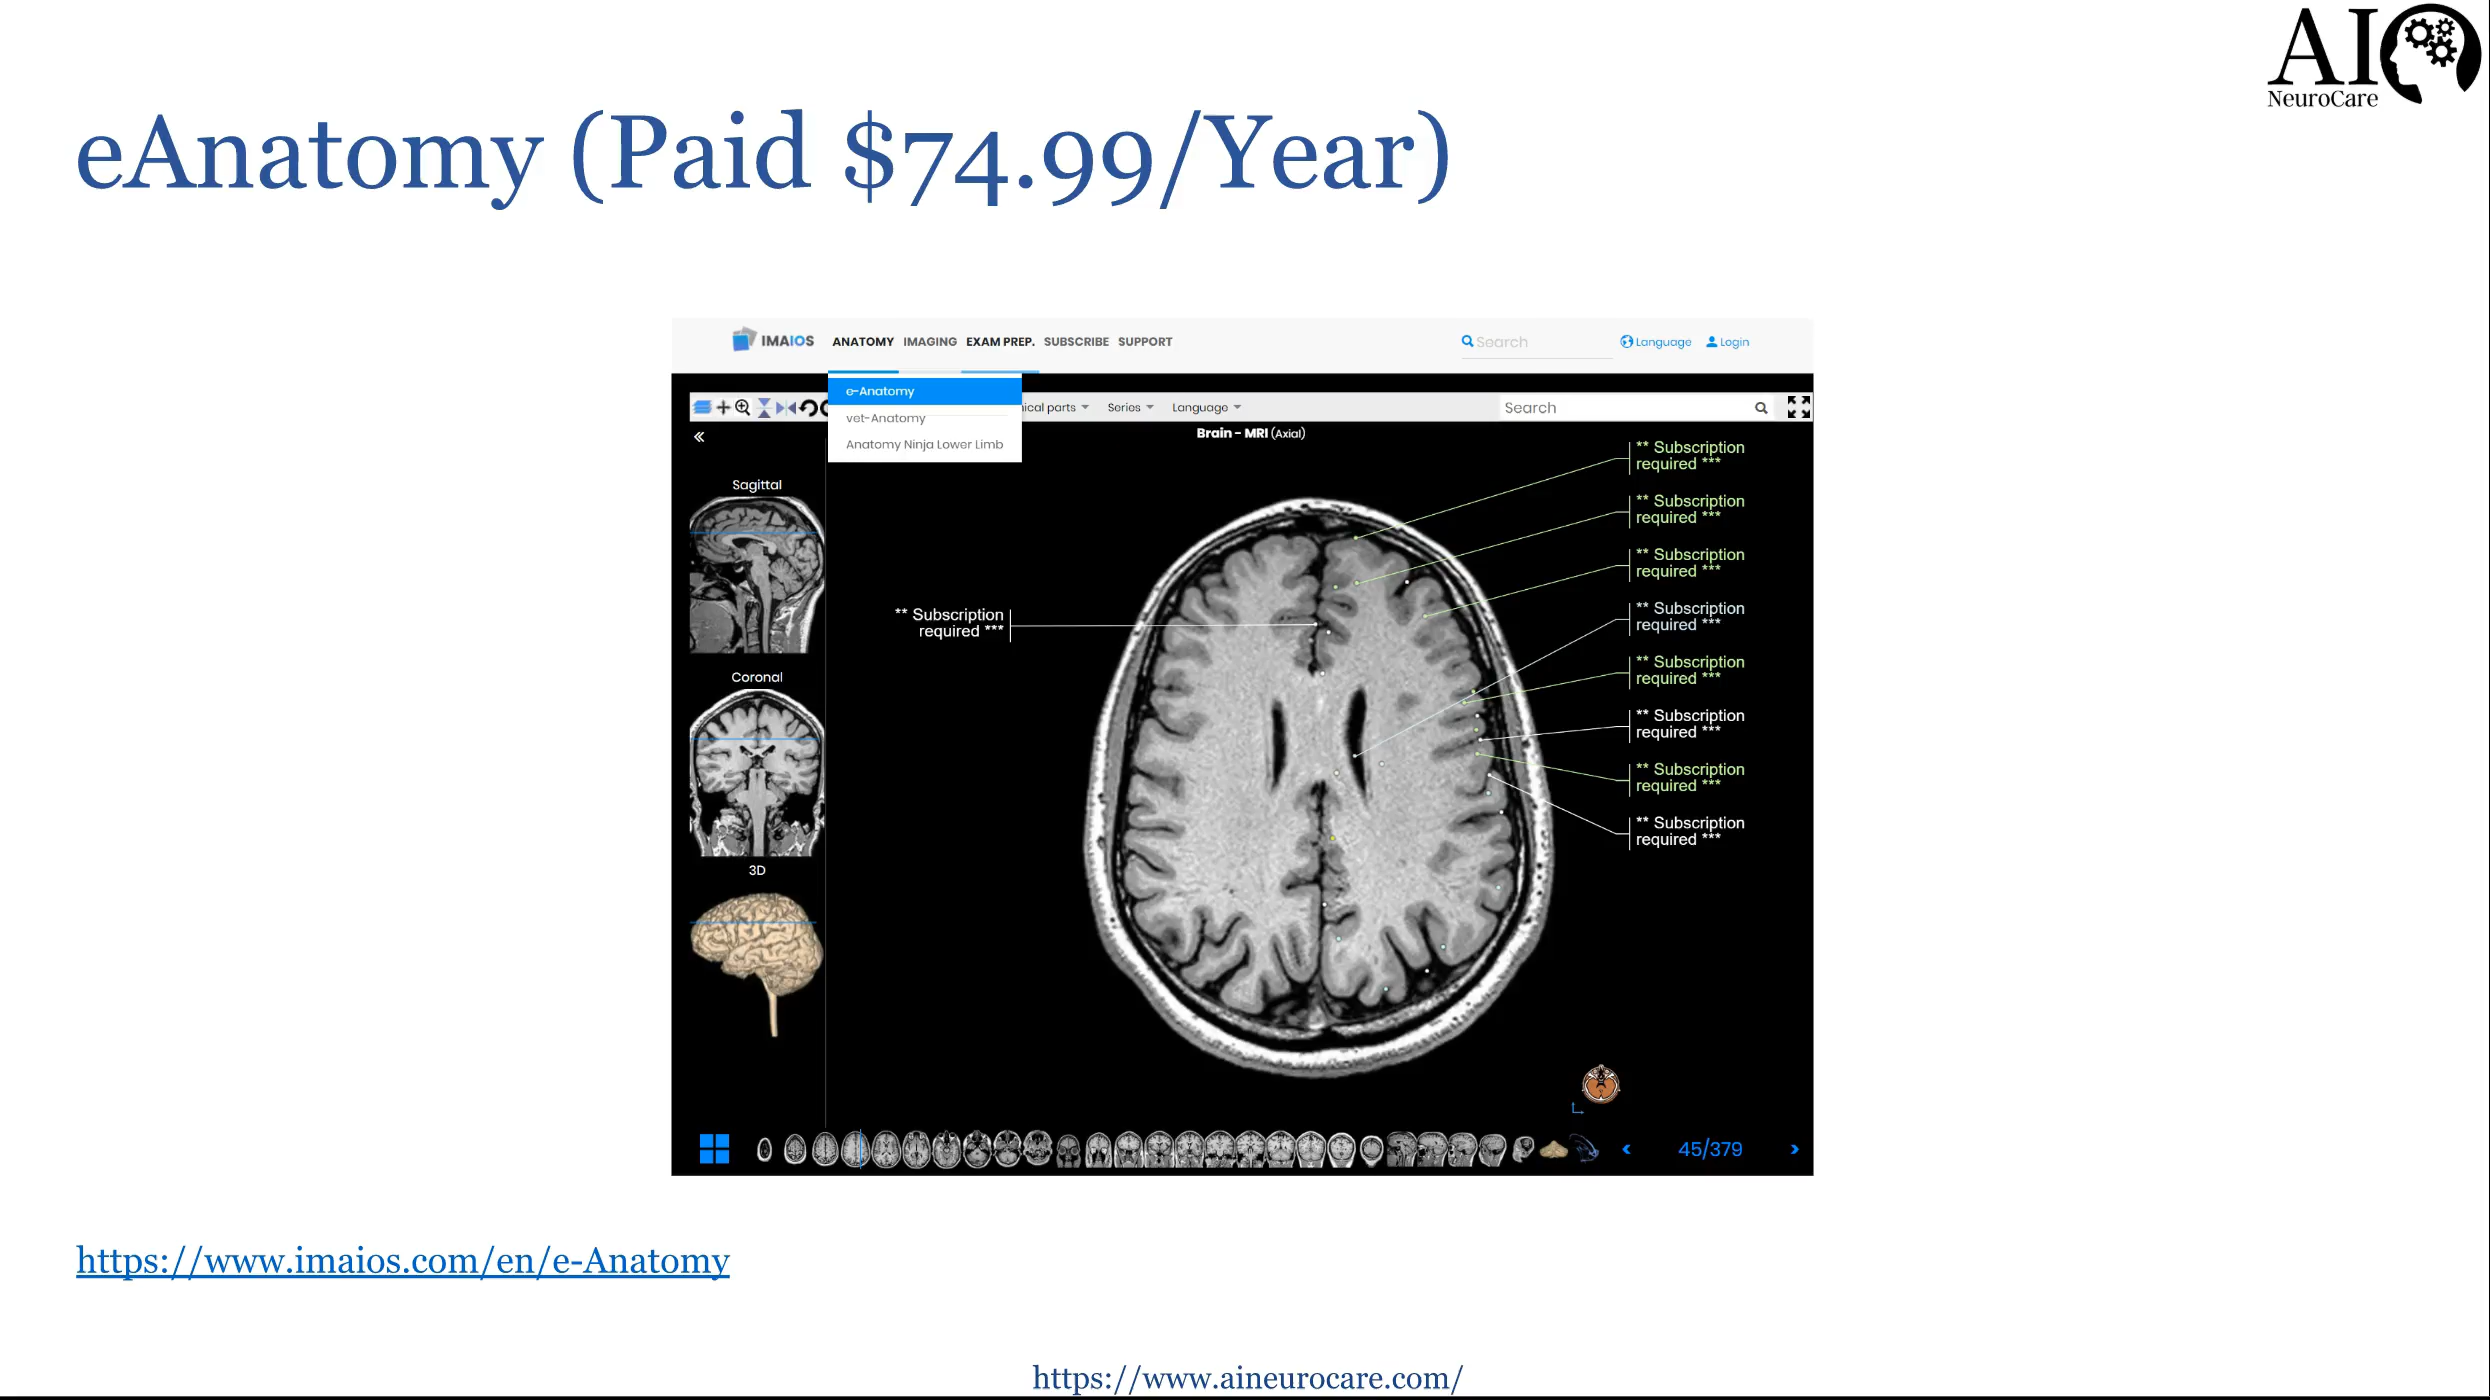 AI
NeuroCare
eAnatomy (Paid $74.99/Year)
IMAIOS ANATOMY IMAGING EXAM PREP. SUBSCRIBE SUPPORT Search Language Login
e-Anatomy
vet-Anatomy
Anatomy Ninja Lower Limb
ical parts Series Language Search
Brain - MRI (Axial)
Sagittal
Coronal
3D
** Subscription
required ***
** Subscription
required ***
** Subscription
required ***
** Subscription
required ***
** Subscription
required ***
** Subscription
required ***
** Subscription
required ***
** Subscription
required ***
** Subscription
required ***
45/379
https://www.imaios.com/en/e-Anatomy
https://www.aineurocare.com/